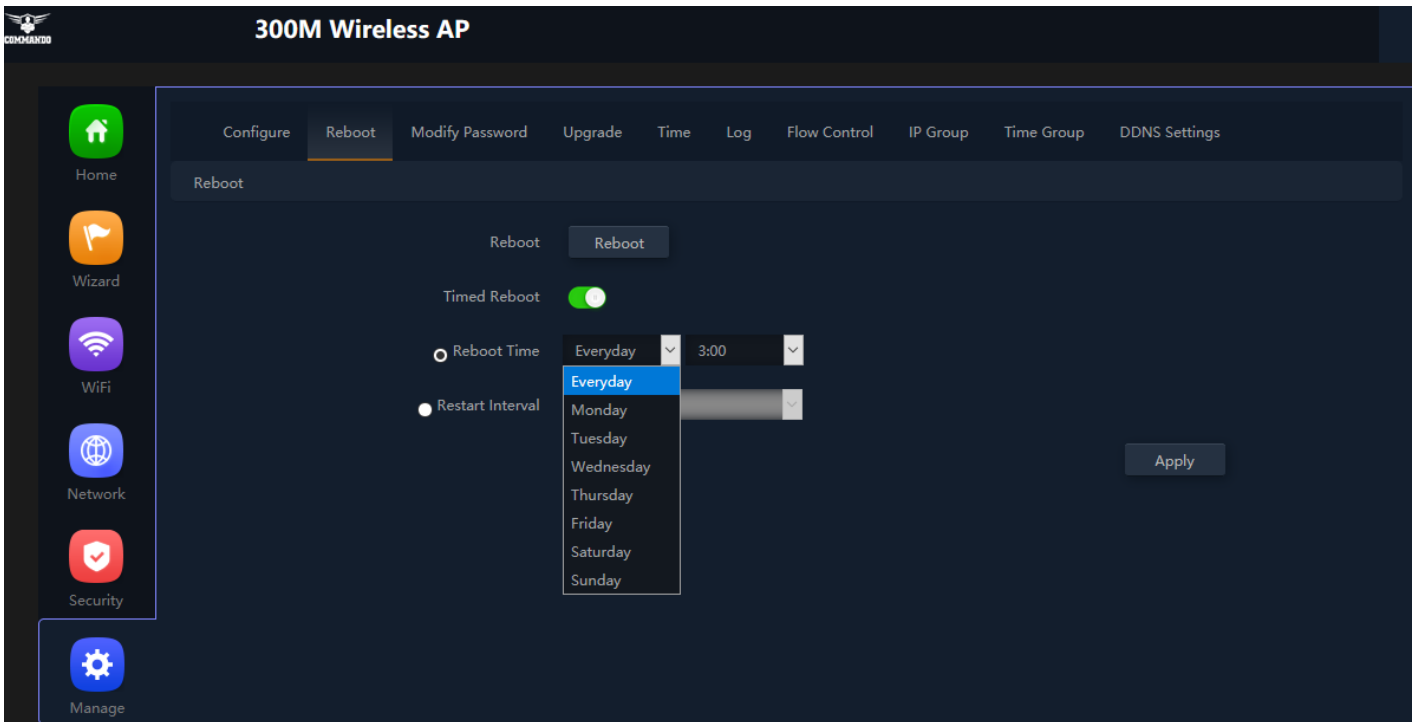 COMMANDO
300M Wireless AP
Configure Reboot Modify Password Upgrade Time Log Flow Control IP Group Time Group DDNS Settings
Home
Reboot
Reboot Reboot
Wizard
Timed Reboot
Reboot Time Everyday 3:00
WiFi
Everyday
Restart Interval
Monday
Tuesday
Wednesday
Apply
Network
Thursday
Friday
Saturday
Sunday
Security
Manage